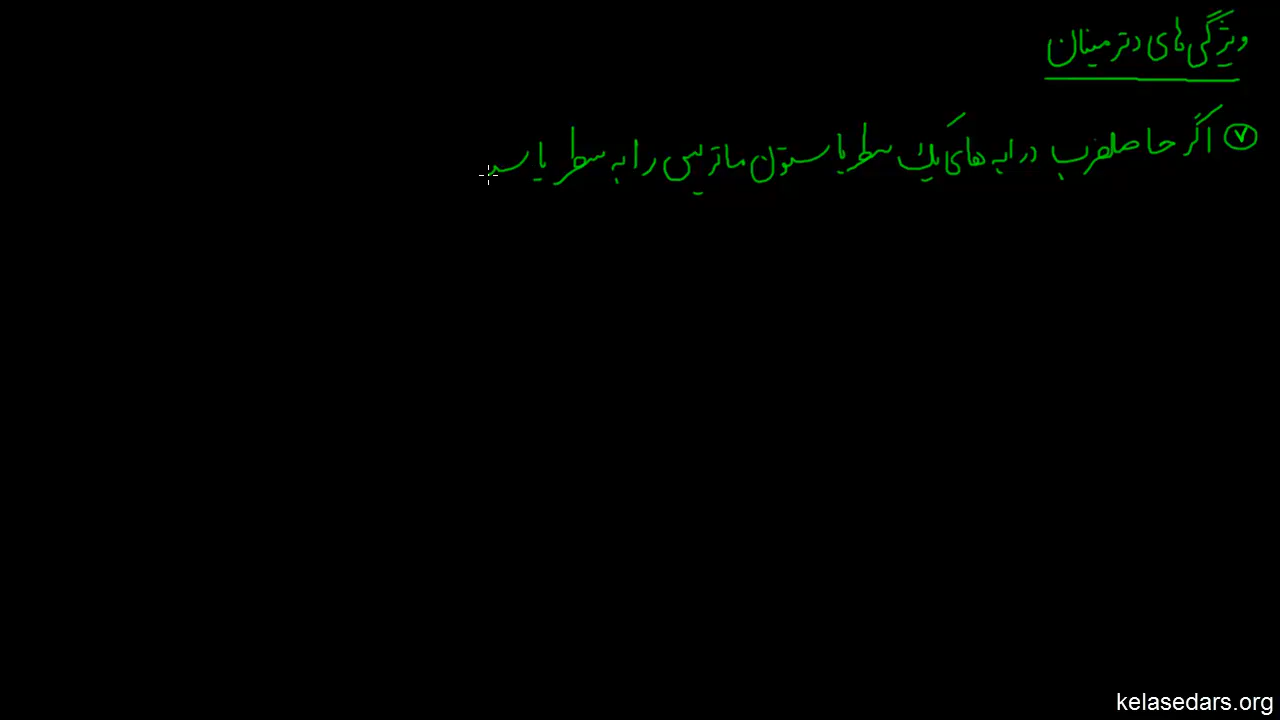 ویژگی های دترمینان
۷ اگر حاصلضرب درایه های یک سطر یا ستون ماتریس را به سطر یا
kelasedars.org